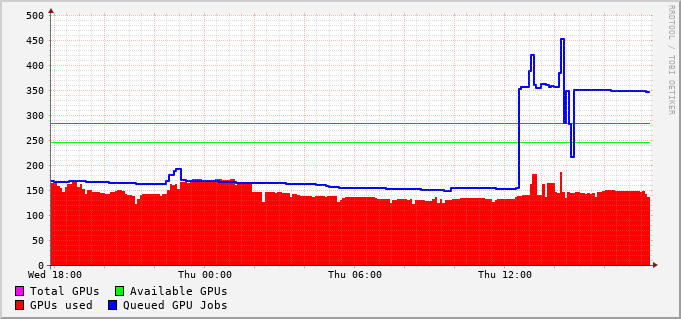 500
450
400
350
300
250
200
150
100
50
0
Wed 18:00 Thu 00:00 Thu 06:00 Thu 12:00
Total GPUs Available GPUs
GPUs used Queued GPU Jobs
RRDTOOL / TOBI OETIKER